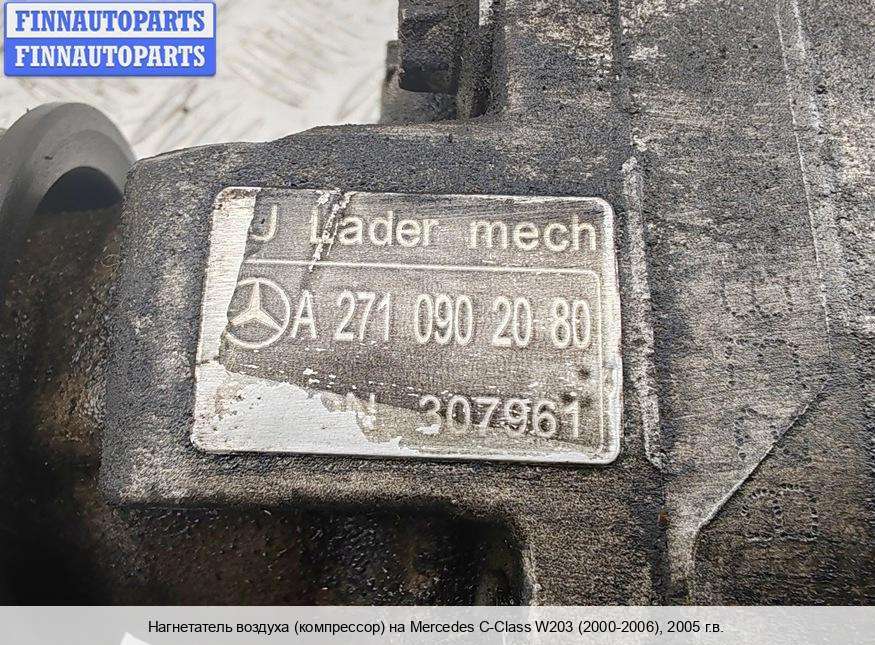 FINNAUTOPARTS
FINNAUTOPARTS
J Lader mech
A 271 090 20 80
307961
Нагнетатель воздуха (компрессор) на Mercedes C-Class W203 (2000-2006), 2005 г.в.